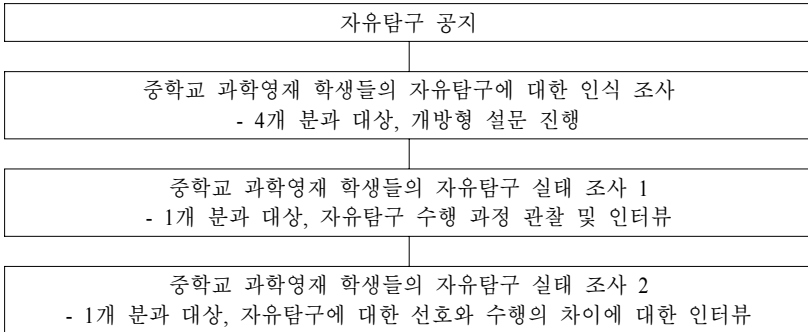 자유탐구 공지
중학교 과학영재 학생들의 자유탐구에 대한 인식 조사
- 4개 분과 대상, 개방형 설문 진행
중학교 과학영재 학생들의 자유탐구 실태 조사 1
- 1개 분과 대상, 자유탐구 수행 과정 관찰 및 인터뷰
중학교 과학영재 학생들의 자유탐구 실태 조사 2
- 1개 분과 대상, 자유탐구에 대한 선호와 수행의 차이에 대한 인터뷰